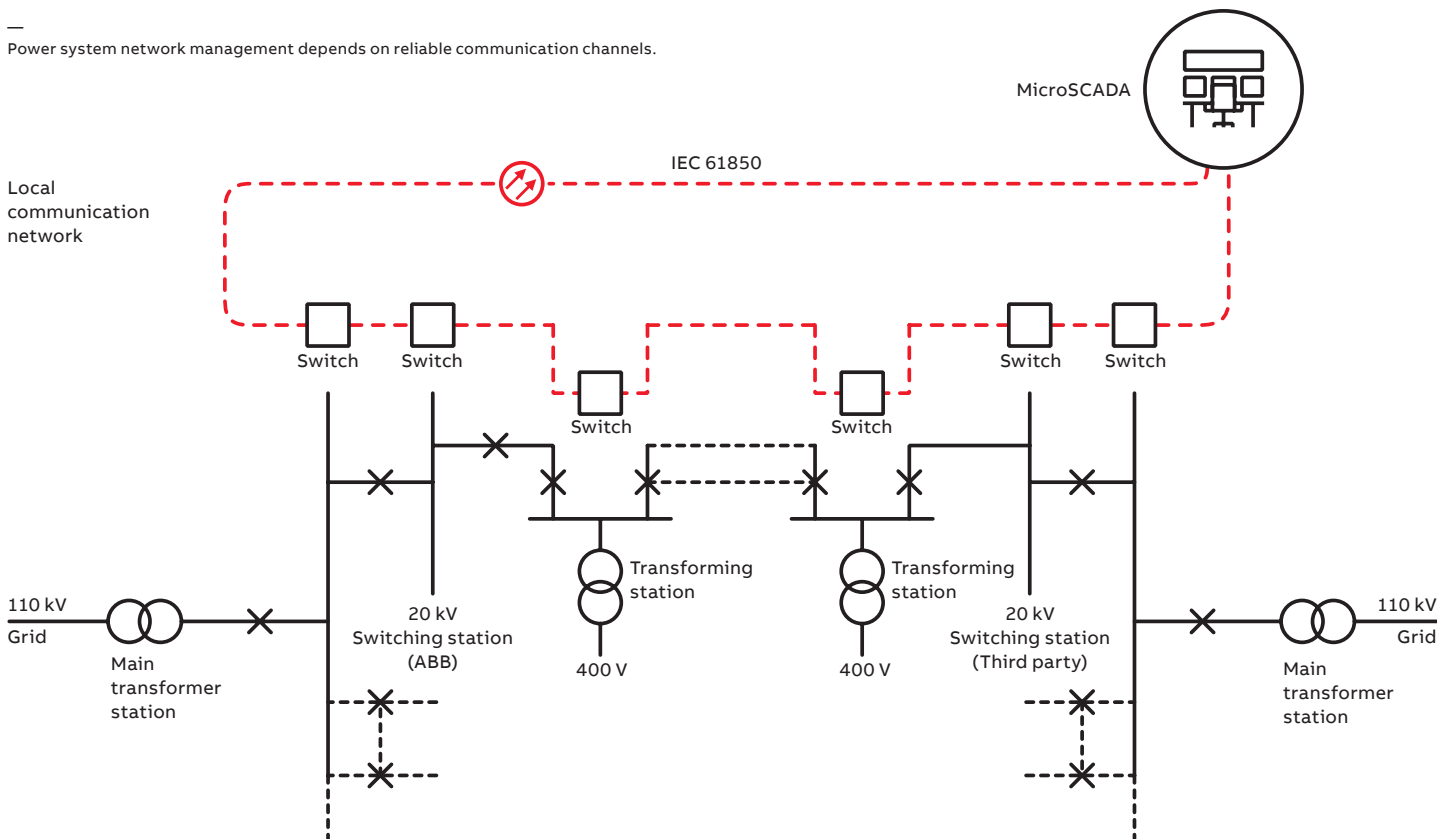 —
Power system network management depends on reliable communication channels.
MicroSCADA
IEC 61850
Local
communication
network
Switch
Switch
Switch
Switch
Switch
Switch
Transforming
station
Transforming
station
110 kV
Grid
Main
transformer
station
20 kV
Switching station
(ABB)
400 V
400 V
20 kV
Switching station
(Third party)
110 kV
Grid
Main
transformer
station